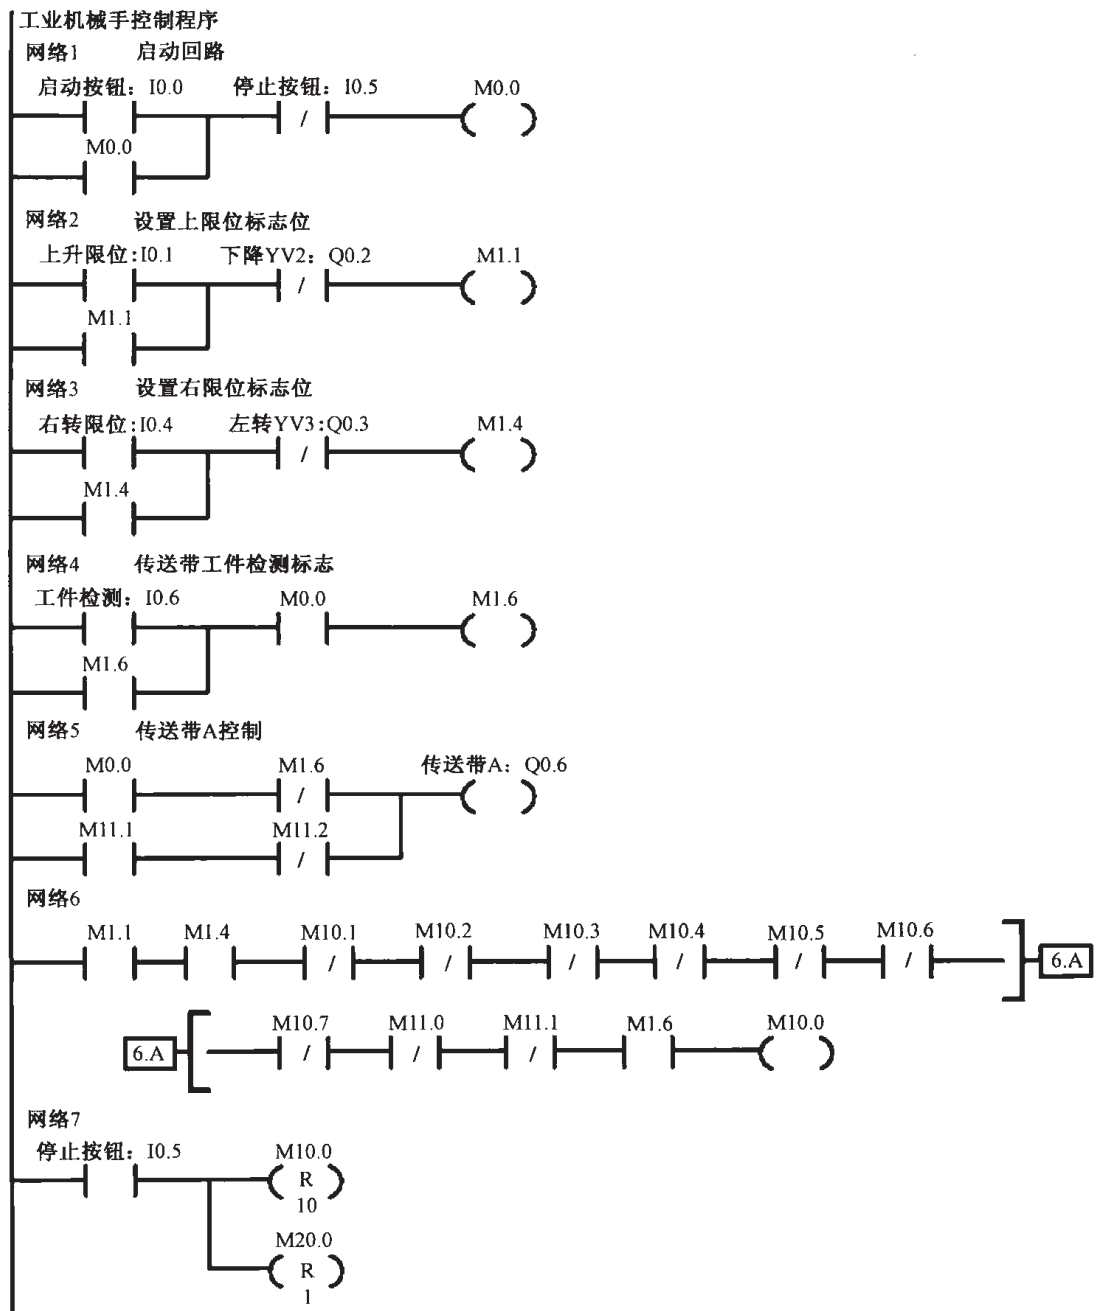 工业机械手控制程序
网络1 启动回路
启动按钮：I0.0 停止按钮：I0.5 M0.0
/
M0.0
网络2 设置上限位标志位
上升限位:I0.1 下降YV2：Q0.2 M1.1
/
M1.1
网络3 设置右限位标志位
右转限位:I0.4 左转YV3:Q0.3 M1.4
/
M1.4
网络4 传送带工件检测标志
工件检测：I0.6 M0.0 M1.6
M1.6
网络5 传送带A控制
M0.0 M1.6 传送带A：Q0.6
/
M11.1 M11.2
/
网络6
M1.1 M1.4 M10.1 M10.2 M10.3 M10.4 M10.5 M10.6
/ / / / / / 6.A
M10.7 M11.0 M11.1 M1.6 M10.0
6.A / / /
网络7
停止按钮：I0.5 M10.0
R
10
M20.0
R
1